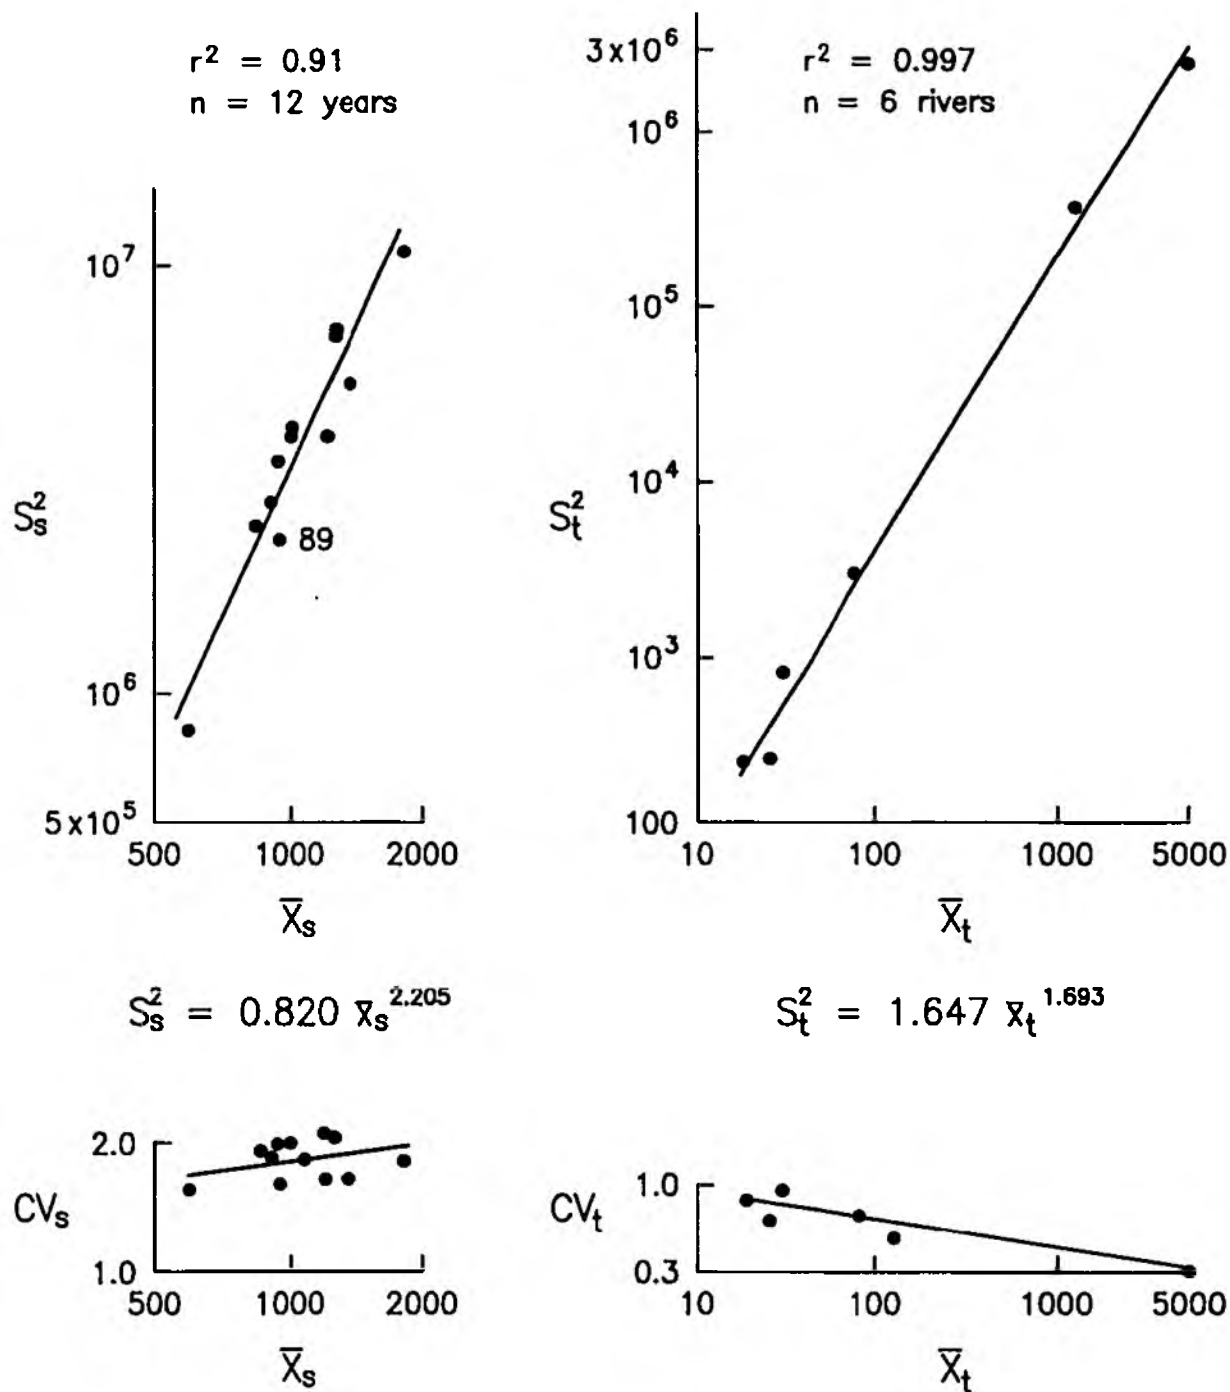 r² = 0.91
n = 12 years
10⁷
S²ₛ
89
10⁶
5x10⁵
500 1000 2000
X̄ₛ
S²ₛ = 0.820 x̄ₛ^2.205
2.0
CVₛ
1.0
500 1000 2000
X̄ₛ
3x10⁶
r² = 0.997
n = 6 rivers
10⁶
10⁵
10⁴
S²ₜ
10³
100
10 100 1000 5000
X̄ₜ
S²ₜ = 1.647 x̄ₜ^1.693
1.0
CVₜ
0.3
10 100 1000 5000
X̄ₜ